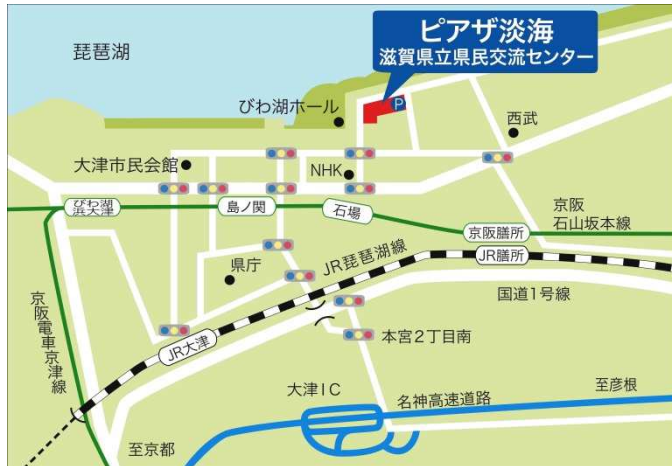 ピアザ淡海
滋賀県立県民交流センター
琵琶湖
びわ湖ホール
P
西武
大津市民会館
NHK
びわ湖
浜大津
島ノ関
石場
京阪
石山坂本線
京阪膳所
JR膳所
県庁
JR琵琶湖線
国道1号線
京阪電車京津線
JR大津
本宮2丁目南
大津IC
名神高速道路
至彦根
至京都